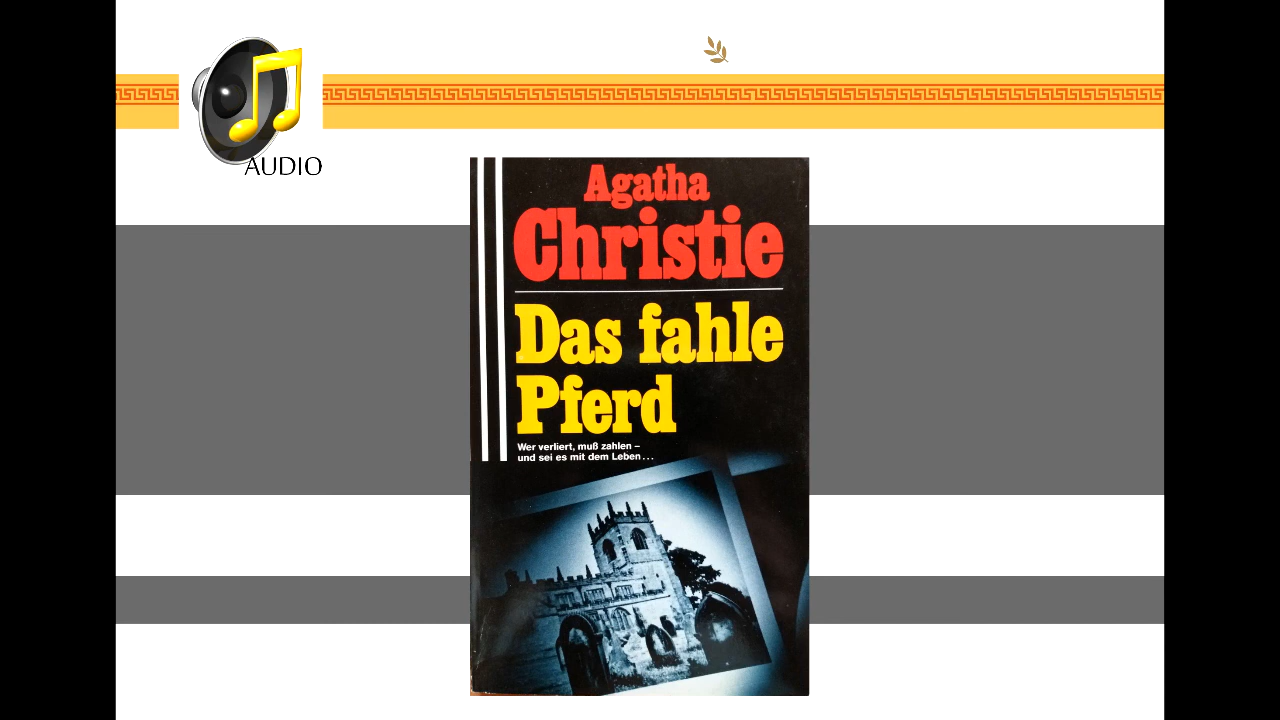 AUDIO
Agatha
Christie
Das fahle
Pferd
Wer verliert, muß zahlen –
und sei es mit dem Leben...